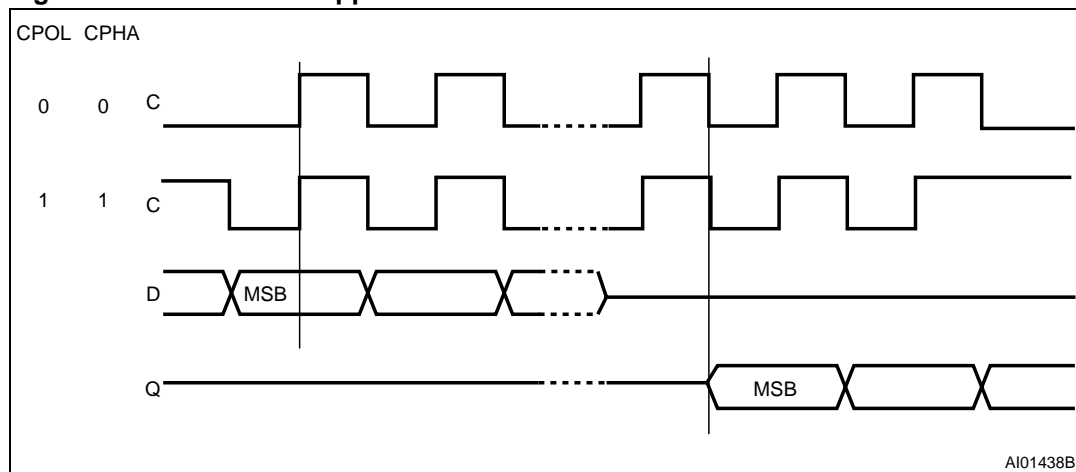 CPOL CPHA
0 0 C
1 1 C
D MSB
Q MSB
AI01438B